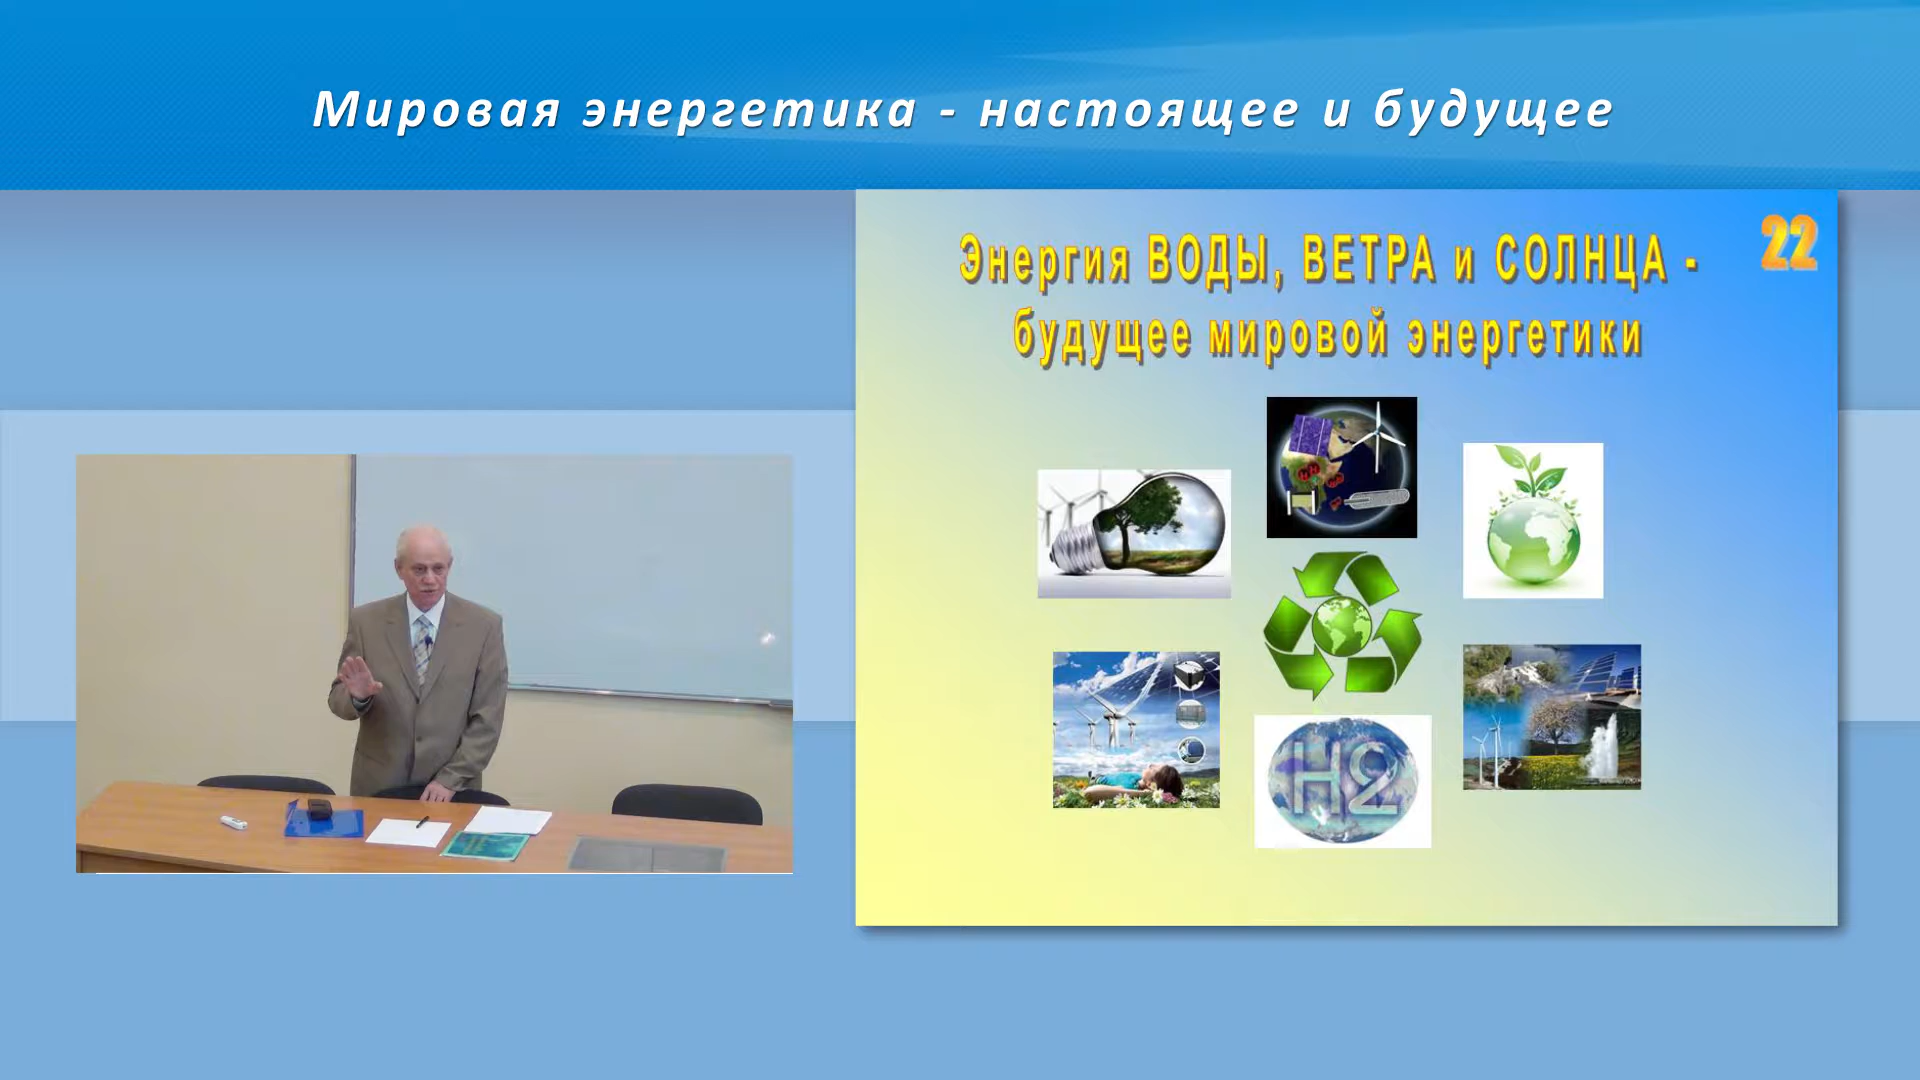 Мировая энергетика - настоящее и будущее
22
Энергия ВОДЫ, ВЕТРА и СОЛНЦА -
будущее мировой энергетики
H2